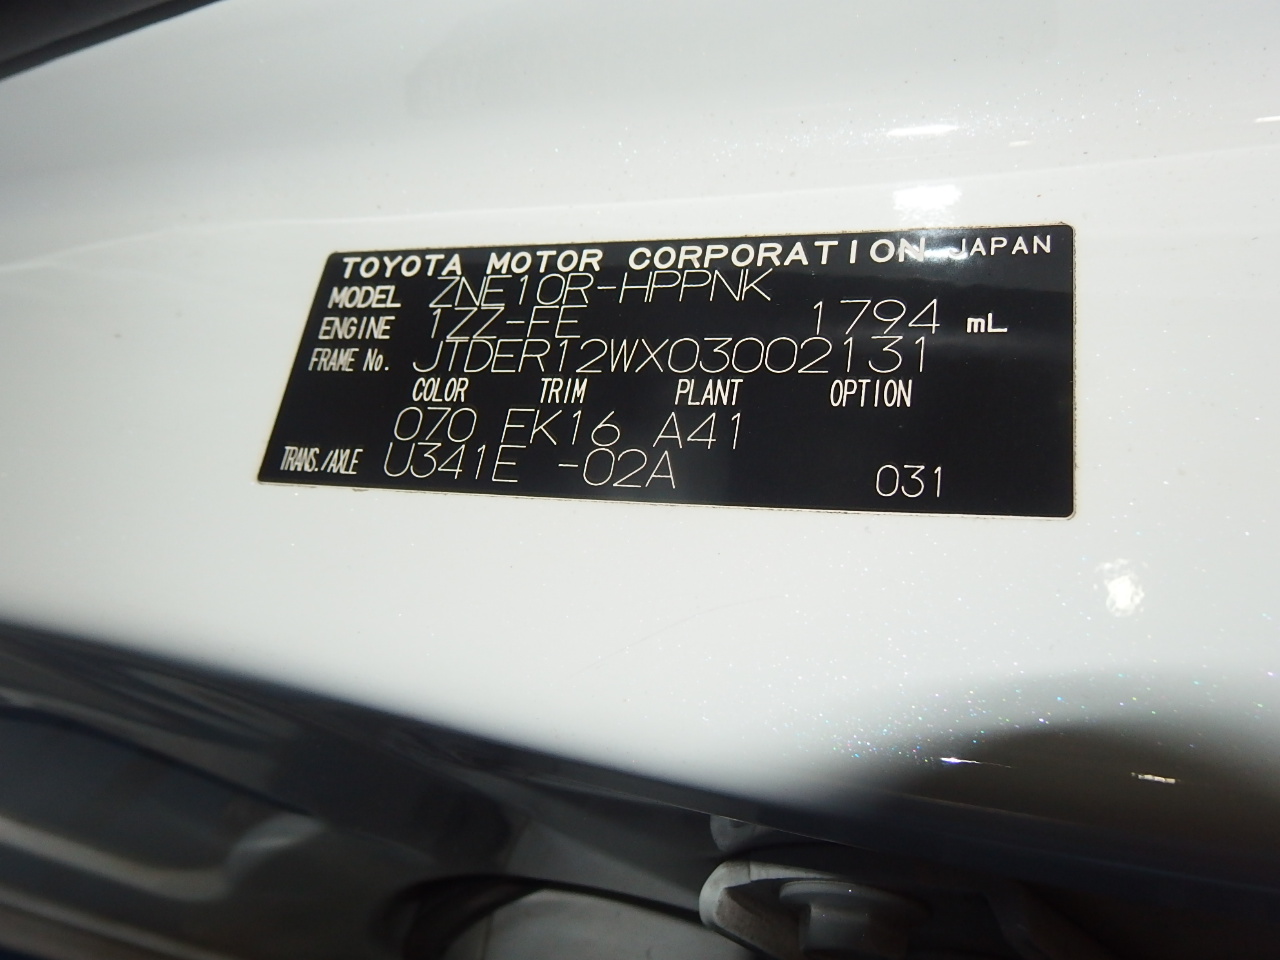 TOYOTA MOTOR CORPORATION JAPAN
MODEL ZNE10R-HPPNK
ENGINE 1ZZ-FE 1794 mL
FRAME No. JTDER12WX03002131
COLOR TRIM PLANT OPTION
070 EK16 A41
TRANS./AXLE U341E -02A 031